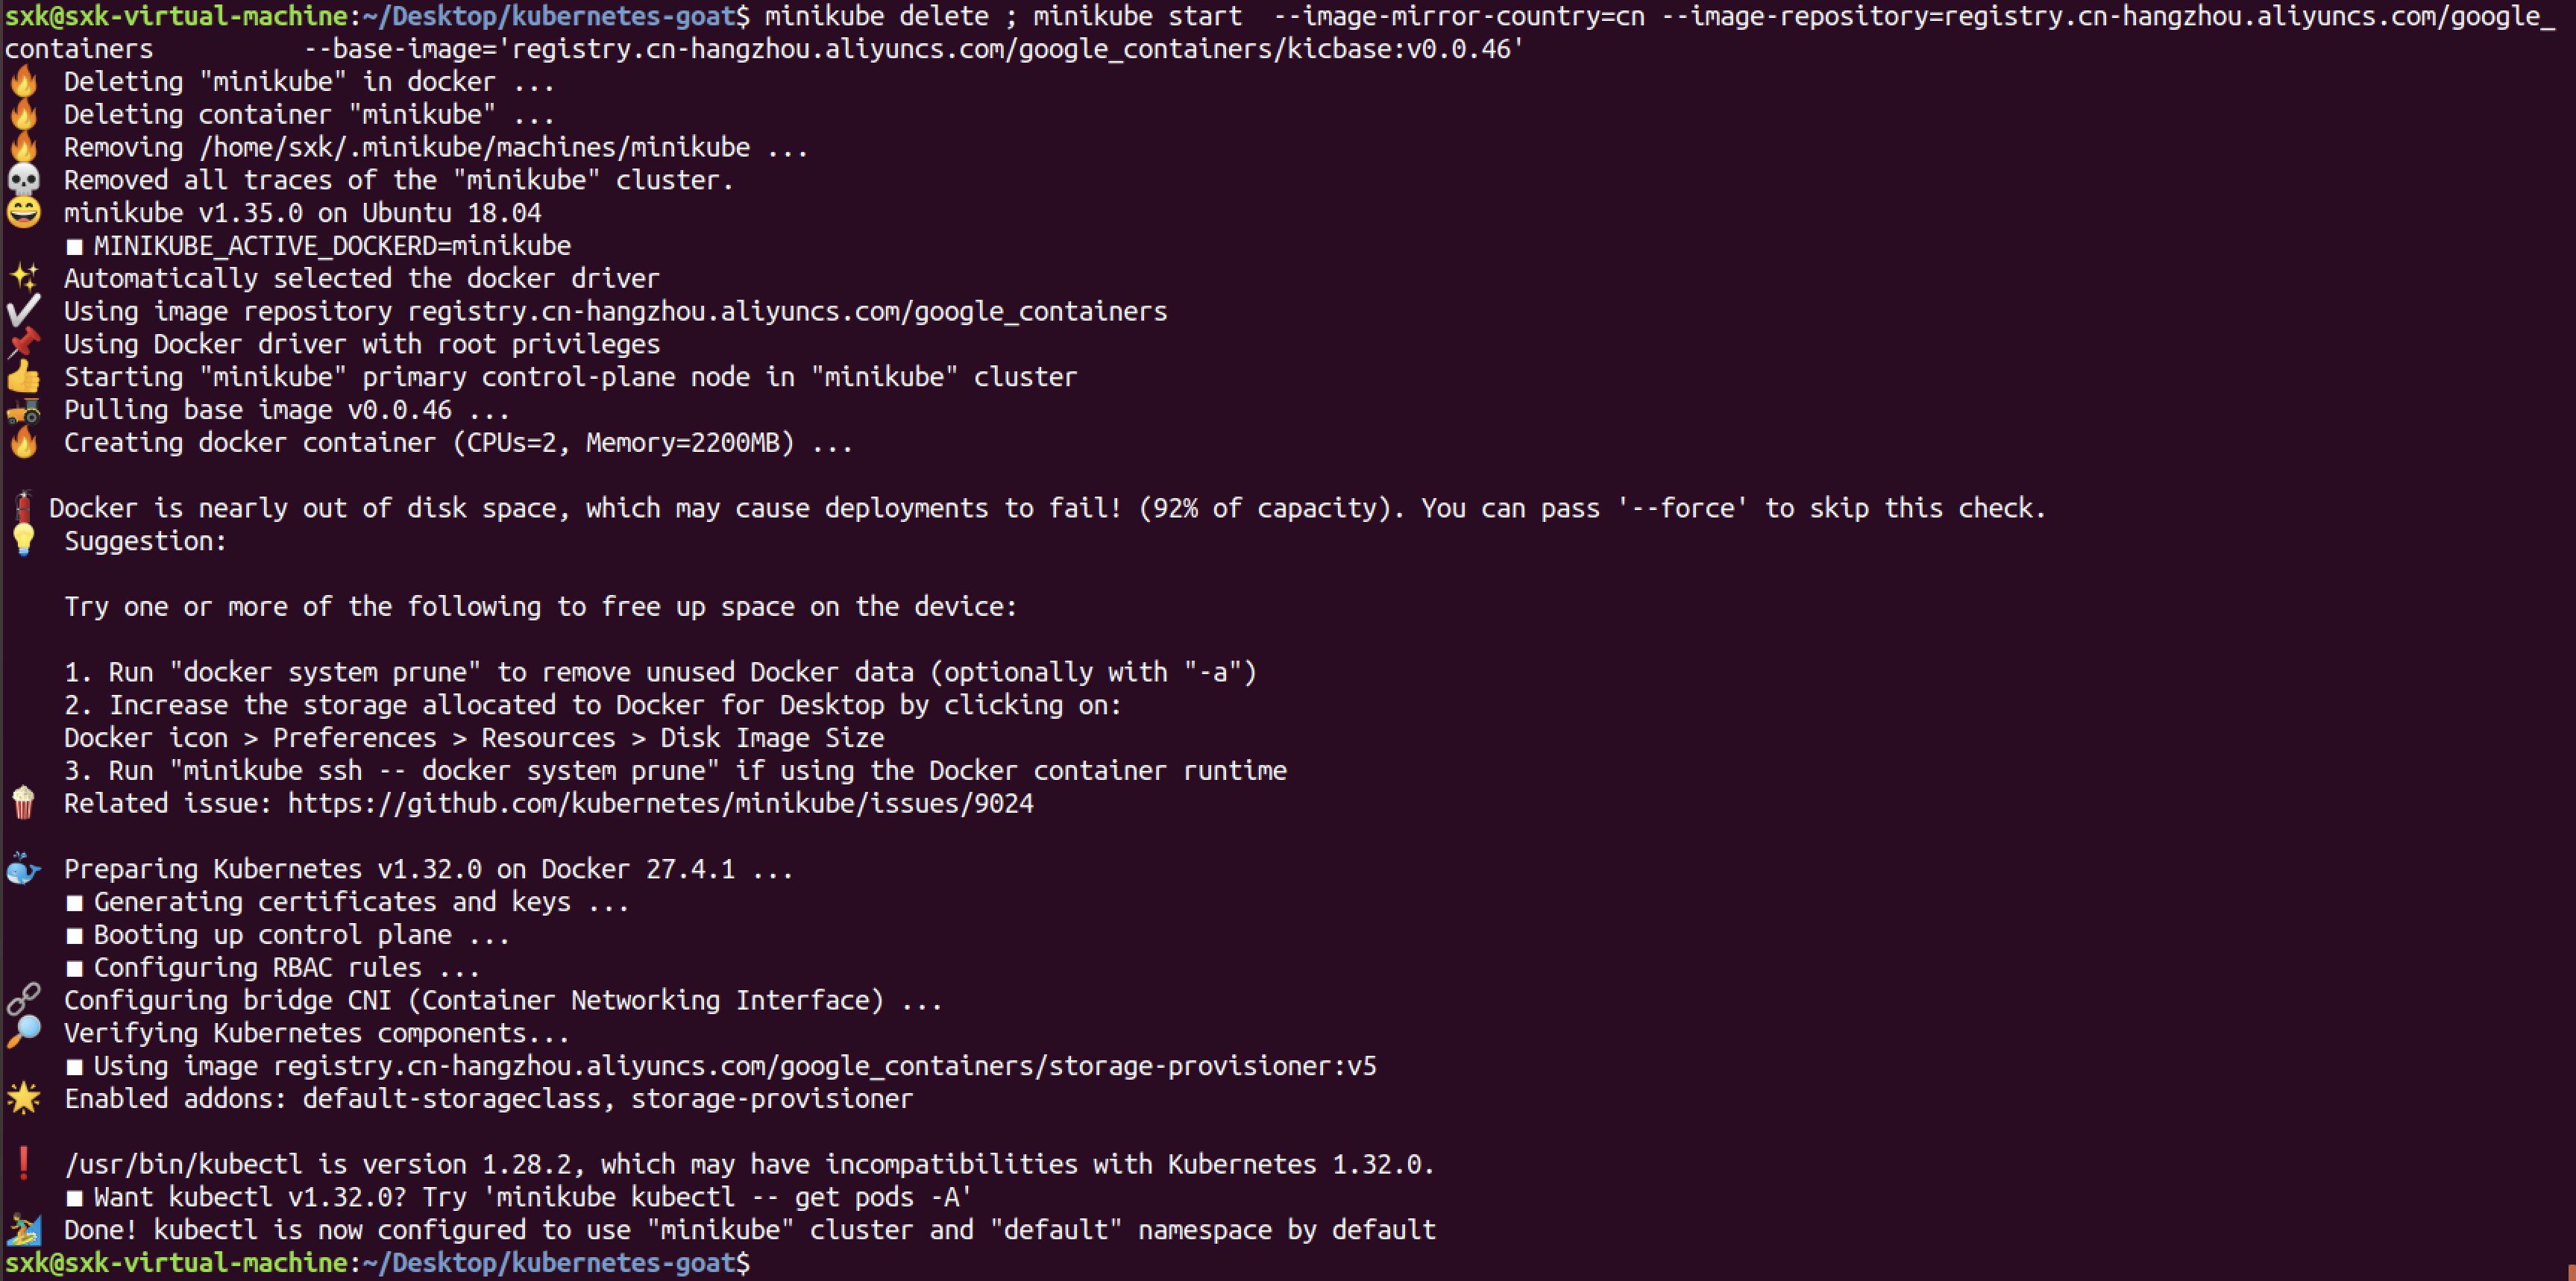 sxk@sxk-virtual-machine:~/Desktop/kubernetes-goat$ minikube delete ; minikube start  --image-mirror-country=cn --image-repository=registry.cn-hangzhou.aliyuncs.com/google_
containers          --base-image='registry.cn-hangzhou.aliyuncs.com/google_containers/kicbase:v0.0.46'
🔥  Deleting "minikube" in docker ...
🔥  Deleting container "minikube" ...
🔥  Removing /home/sxk/.minikube/machines/minikube ...
💀  Removed all traces of the "minikube" cluster.
😄  minikube v1.35.0 on Ubuntu 18.04
    ■ MINIKUBE_ACTIVE_DOCKERD=minikube
✨  Automatically selected the docker driver
✔  Using image repository registry.cn-hangzhou.aliyuncs.com/google_containers
📌  Using Docker driver with root privileges
👍  Starting "minikube" primary control-plane node in "minikube" cluster
🚜  Pulling base image v0.0.46 ...
🔥  Creating docker container (CPUs=2, Memory=2200MB) ...
🧯 Docker is nearly out of disk space, which may cause deployments to fail! (92% of capacity). You can pass '--force' to skip this check.
💡  Suggestion:
    Try one or more of the following to free up space on the device:
    1. Run "docker system prune" to remove unused Docker data (optionally with "-a")
    2. Increase the storage allocated to Docker for Desktop by clicking on:
    Docker icon > Preferences > Resources > Disk Image Size
    3. Run "minikube ssh -- docker system prune" if using the Docker container runtime
🍿  Related issue: https://github.com/kubernetes/minikube/issues/9024
🐳  Preparing Kubernetes v1.32.0 on Docker 27.4.1 ...
    ■ Generating certificates and keys ...
    ■ Booting up control plane ...
    ■ Configuring RBAC rules ...
🔗  Configuring bridge CNI (Container Networking Interface) ...
🔎  Verifying Kubernetes components...
    ■ Using image registry.cn-hangzhou.aliyuncs.com/google_containers/storage-provisioner:v5
🌟  Enabled addons: default-storageclass, storage-provisioner
❗  /usr/bin/kubectl is version 1.28.2, which may have incompatibilities with Kubernetes 1.32.0.
    ■ Want kubectl v1.32.0? Try 'minikube kubectl -- get pods -A'
🏄  Done! kubectl is now configured to use "minikube" cluster and "default" namespace by default
sxk@sxk-virtual-machine:~/Desktop/kubernetes-goat$